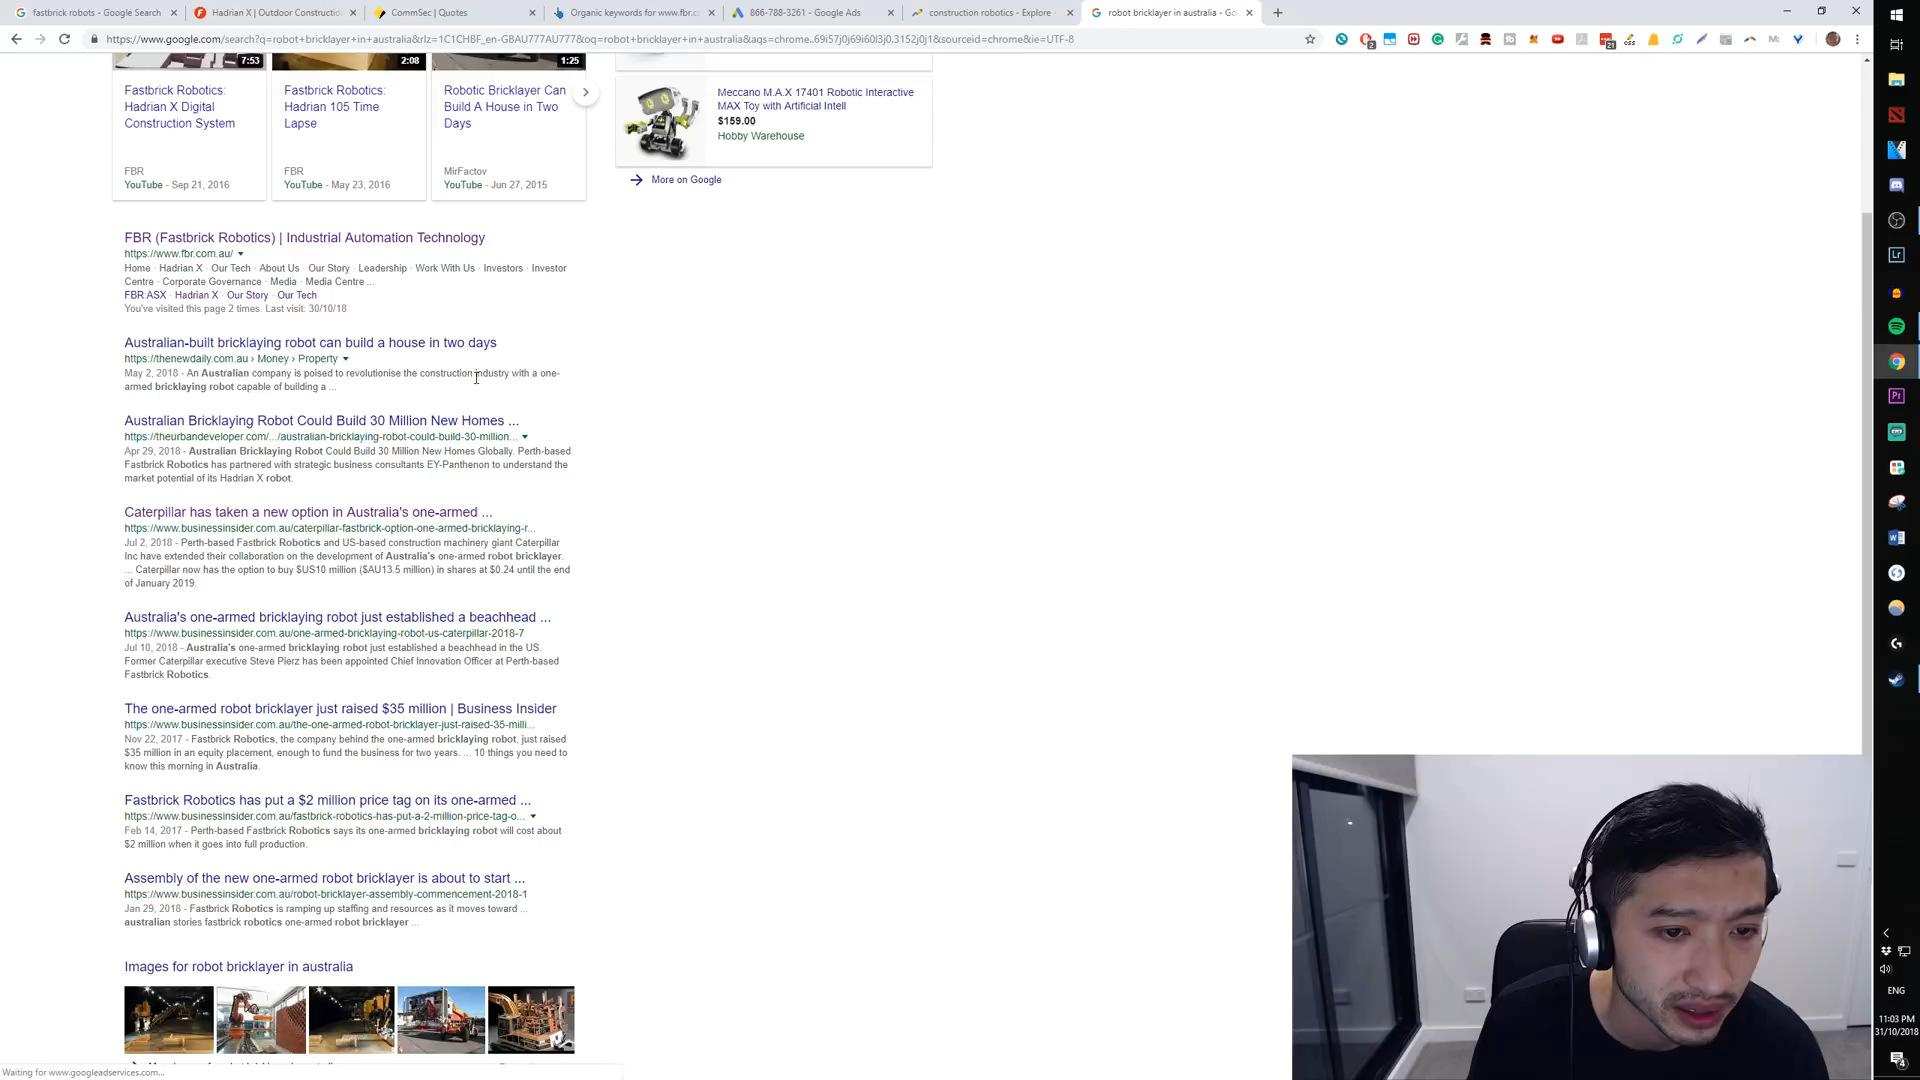 fastbrick robots - Google Search
Hadrian X | Outdoor Constructio
CommSec | Quotes
Organic keywords for www.fbr.c
866-788-3261 - Google Ads
construction robotics - Explore
robot bricklayer in australia - Go
https://www.google.com/search?q=robot+bricklayer+in+australia&rlz=1C1CHBF_en-GBAU777AU777&oq=robot+bricklayer+in+australia&aqs=chrome..69i57j0j69i60l3j0.3152j0j1&sourceid=chrome&ie=UTF-8
7:53
2:08
1:25
Fastbrick Robotics:
Hadrian X Digital
Construction System
FBR
YouTube - Sep 21, 2016
Fastbrick Robotics:
Hadrian 105 Time
Lapse
FBR
YouTube - May 23, 2016
Robotic Bricklayer Can
Build A House in Two
Days
MirFactov
YouTube - Jun 27, 2015
Meccano M.A.X 17401 Robotic Interactive
MAX Toy with Artificial Intell
$159.00
Hobby Warehouse
More on Google
FBR (Fastbrick Robotics) | Industrial Automation Technology
https://www.fbr.com.au/
Home · Hadrian X · Our Tech · About Us · Our Story · Leadership · Work With Us · Investors · Investor
Centre · Corporate Governance · Media · Media Centre ...
FBR:ASX · Hadrian X · Our Story · Our Tech
You've visited this page 2 times. Last visit: 30/10/18
Australian-built bricklaying robot can build a house in two days
https://thenewdaily.com.au › Money › Property
May 2, 2018 - An Australian company is poised to revolutionise the construction industry with a one-
armed bricklaying robot capable of building a ...
Australian Bricklaying Robot Could Build 30 Million New Homes ...
https://theurbandeveloper.com/.../australian-bricklaying-robot-could-build-30-million...
Apr 29, 2018 - Australian Bricklaying Robot Could Build 30 Million New Homes Globally. Perth-based
Fastbrick Robotics has partnered with strategic business consultants EY-Panthenon to understand the
market potential of its Hadrian X robot.
Caterpillar has taken a new option in Australia's one-armed ...
https://www.businessinsider.com.au/caterpillar-fastbrick-option-one-armed-bricklaying-r...
Jul 2, 2018 - Perth-based Fastbrick Robotics and US-based construction machinery giant Caterpillar
Inc have extended their collaboration on the development of Australia's one-armed robot bricklayer.
... Caterpillar now has the option to buy $US10 million ($AU13.5 million) in shares at $0.24 until the end
of January 2019.
Australia's one-armed bricklaying robot just established a beachhead ...
https://www.businessinsider.com.au/one-armed-bricklaying-robot-us-caterpillar-2018-7
Jul 10, 2018 - Australia's one-armed bricklaying robot just established a beachhead in the US.
Former Caterpillar executive Steve Pierz has been appointed Chief Innovation Officer at Perth-based
Fastbrick Robotics.
The one-armed robot bricklayer just raised $35 million | Business Insider
https://www.businessinsider.com.au/the-one-armed-robot-bricklayer-just-raised-35-milli...
Nov 22, 2017 - Fastbrick Robotics, the company behind the one-armed bricklaying robot, just raised
$35 million in an equity placement, enough to fund the business for two years. ... 10 things you need to
know this morning in Australia.
Fastbrick Robotics has put a $2 million price tag on its one-armed ...
https://www.businessinsider.com.au/fastbrick-robotics-has-put-a-2-million-price-tag-o...
Feb 14, 2017 - Perth-based Fastbrick Robotics says its one-armed bricklaying robot will cost about
$2 million when it goes into full production.
Assembly of the new one-armed robot bricklayer is about to start ...
https://www.businessinsider.com.au/robot-bricklayer-assembly-commencement-2018-1
Jan 29, 2018 - Fastbrick Robotics is ramping up staffing and resources as it moves toward ...
australian stories fastbrick robotics one-armed robot bricklayer ...
Images for robot bricklayer in australia
Waiting for www.googleadservices.com...
Lr
Pr
ENG
11:03 PM
31/10/2018